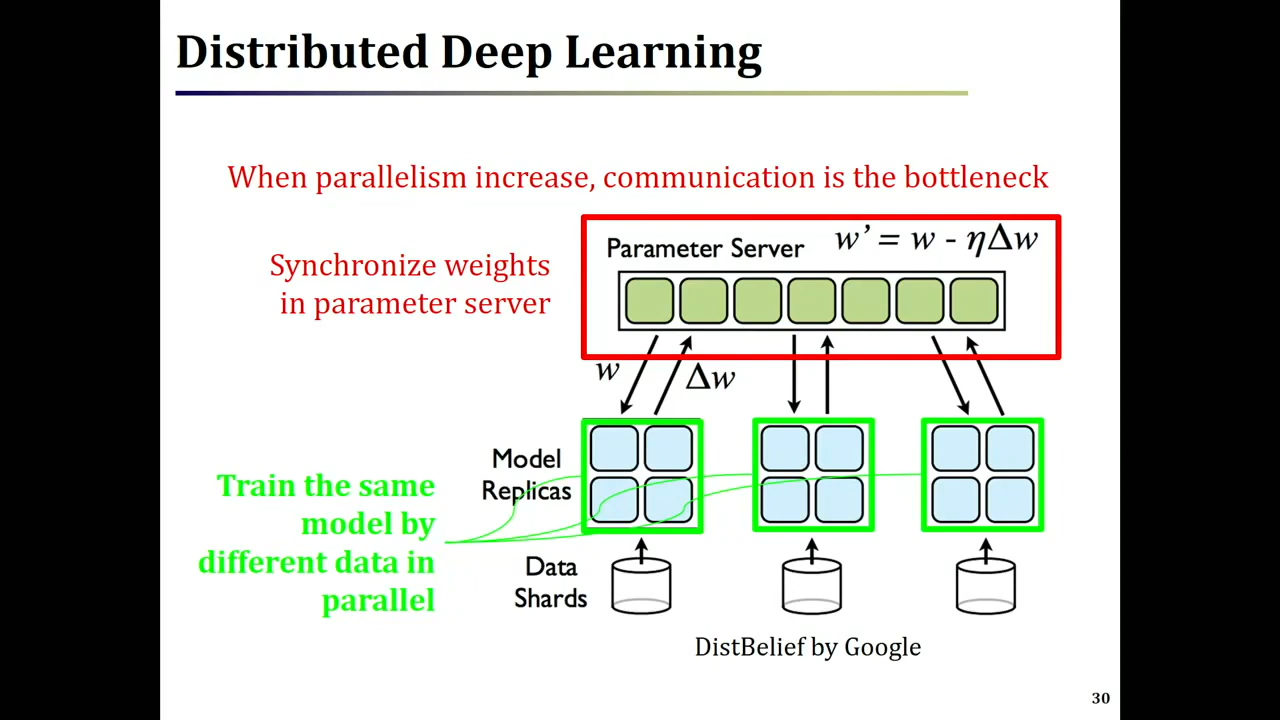 Distributed Deep Learning
When parallelism increase, communication is the bottleneck
Synchronize weights
in parameter server
Parameter Server
w' = w - ηΔw
w
Δw
Model
Replicas
Train the same
model by
different data in
parallel
Data
Shards
DistBelief by Google
30